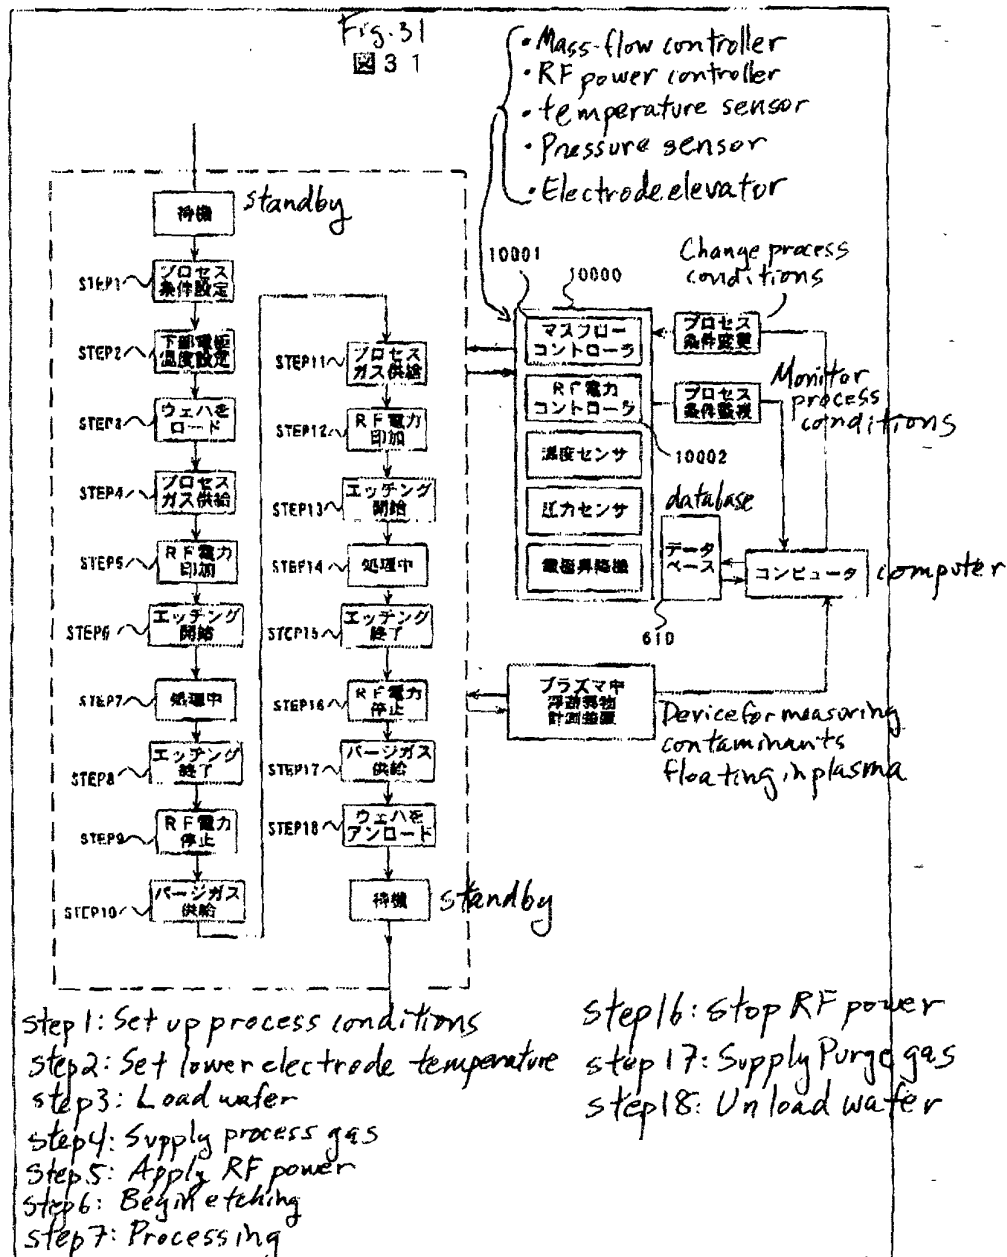 Fig. 31
図31
• Mass-flow controller
• RF power controller
• temperature sensor
• Pressure sensor
• Electrode elevator
待機
standby
STEP1
プロセス
条件設定
STEP2
下部電極
温度設定
STEP3
ウェハを
ロード
STEP4
プロセス
ガス供給
STEP5
RF電力
印加
STEP6
エッチング
開始
STEP7
処理中
STEP8
エッチング
終了
STEP9
RF電力
停止
STEP10
パージガス
供給
STEP11
プロセス
ガス供給
STEP12
RF電力
印加
STEP13
エッチング
開始
STEP14
処理中
STEP15
エッチング
終了
STEP16
RF電力
停止
STEP17
パージガス
供給
STEP18
ウェハを
アンロード
待機
standby
10001
10000
マスフロー
コントローラ
RF電力
コントローラ
10002
温度センサ
圧力センサ
電極昇降機
Change process
conditions
プロセス
条件変更
Monitor
process
conditions
プロセス
条件監視
database
データ
ベース
610
コンピュータ
computer
プラズマ中
浮遊異物
計測装置
Device for measuring
contaminants
floating in plasma
step 1: Set up process conditions
step2: Set lower electrode temperature
step3: Load wafer
step4: Supply process gas
step5: Apply RF power
step6: Begin etching
step7: Processing
step16: Stop RF power
step 17: Supply Purge gas
step18: Unload wafer